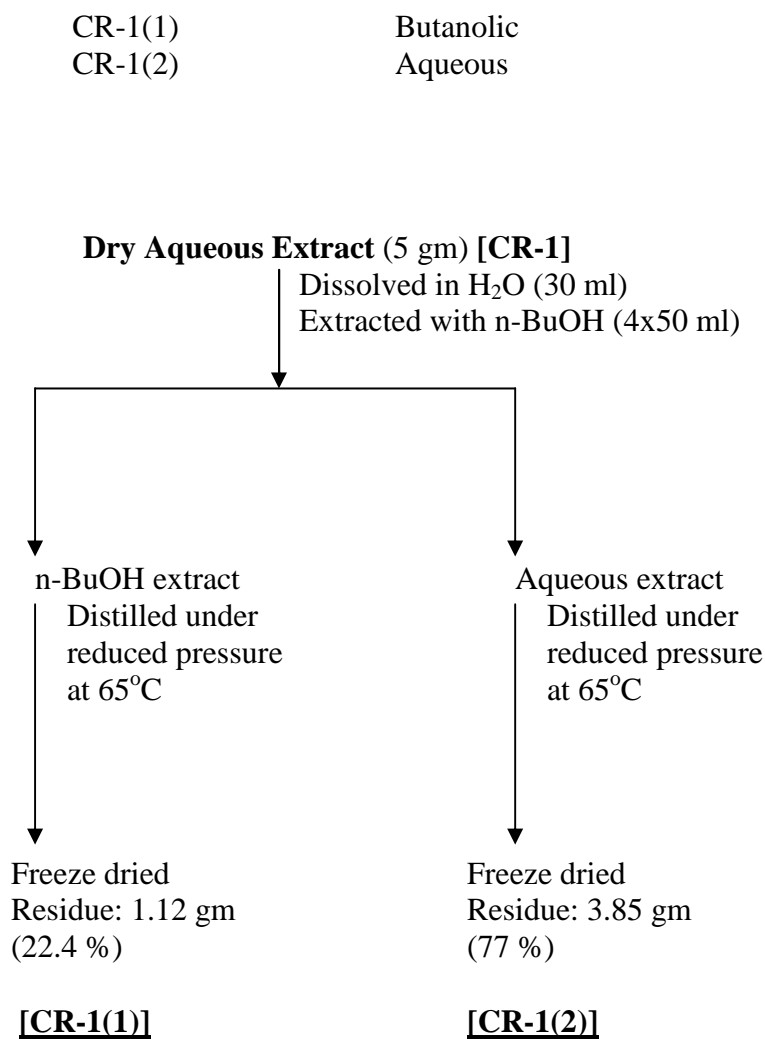 CR-1(1) Butanolic
CR-1(2) Aqueous
Dry Aqueous Extract (5 gm) [CR-1]
Dissolved in H₂O (30 ml)
Extracted with n-BuOH (4x50 ml)
n-BuOH extract
Distilled under
reduced pressure
at 65°C
Aqueous extract
Distilled under
reduced pressure
at 65°C
Freeze dried
Residue: 1.12 gm
(22.4 %)
[CR-1(1)]
Freeze dried
Residue: 3.85 gm
(77 %)
[CR-1(2)]